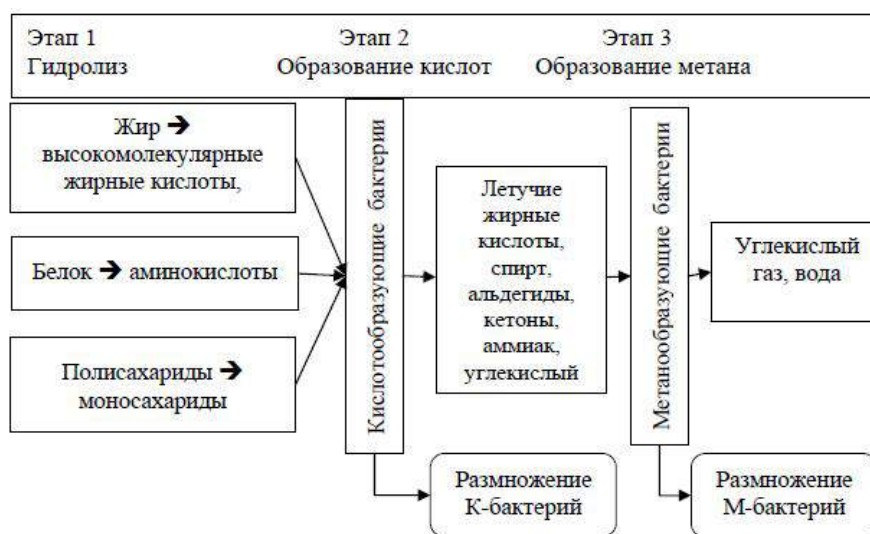 Этап 1
Гидролиз
Этап 2
Образование кислот
Этап 3
Образование метана
Жир ➔
высокомолекулярные
жирные кислоты,
Белок ➔ аминокислоты
Полисахариды ➔
моносахариды
Кислотообразующие бактерии
Летучие
жирные
кислоты,
спирт,
альдегиды,
кетоны,
аммиак,
углекислый
Метанообразующие бактерии
Углекислый
газ, вода
Размножение
К-бактерий
Размножение
М-бактерий